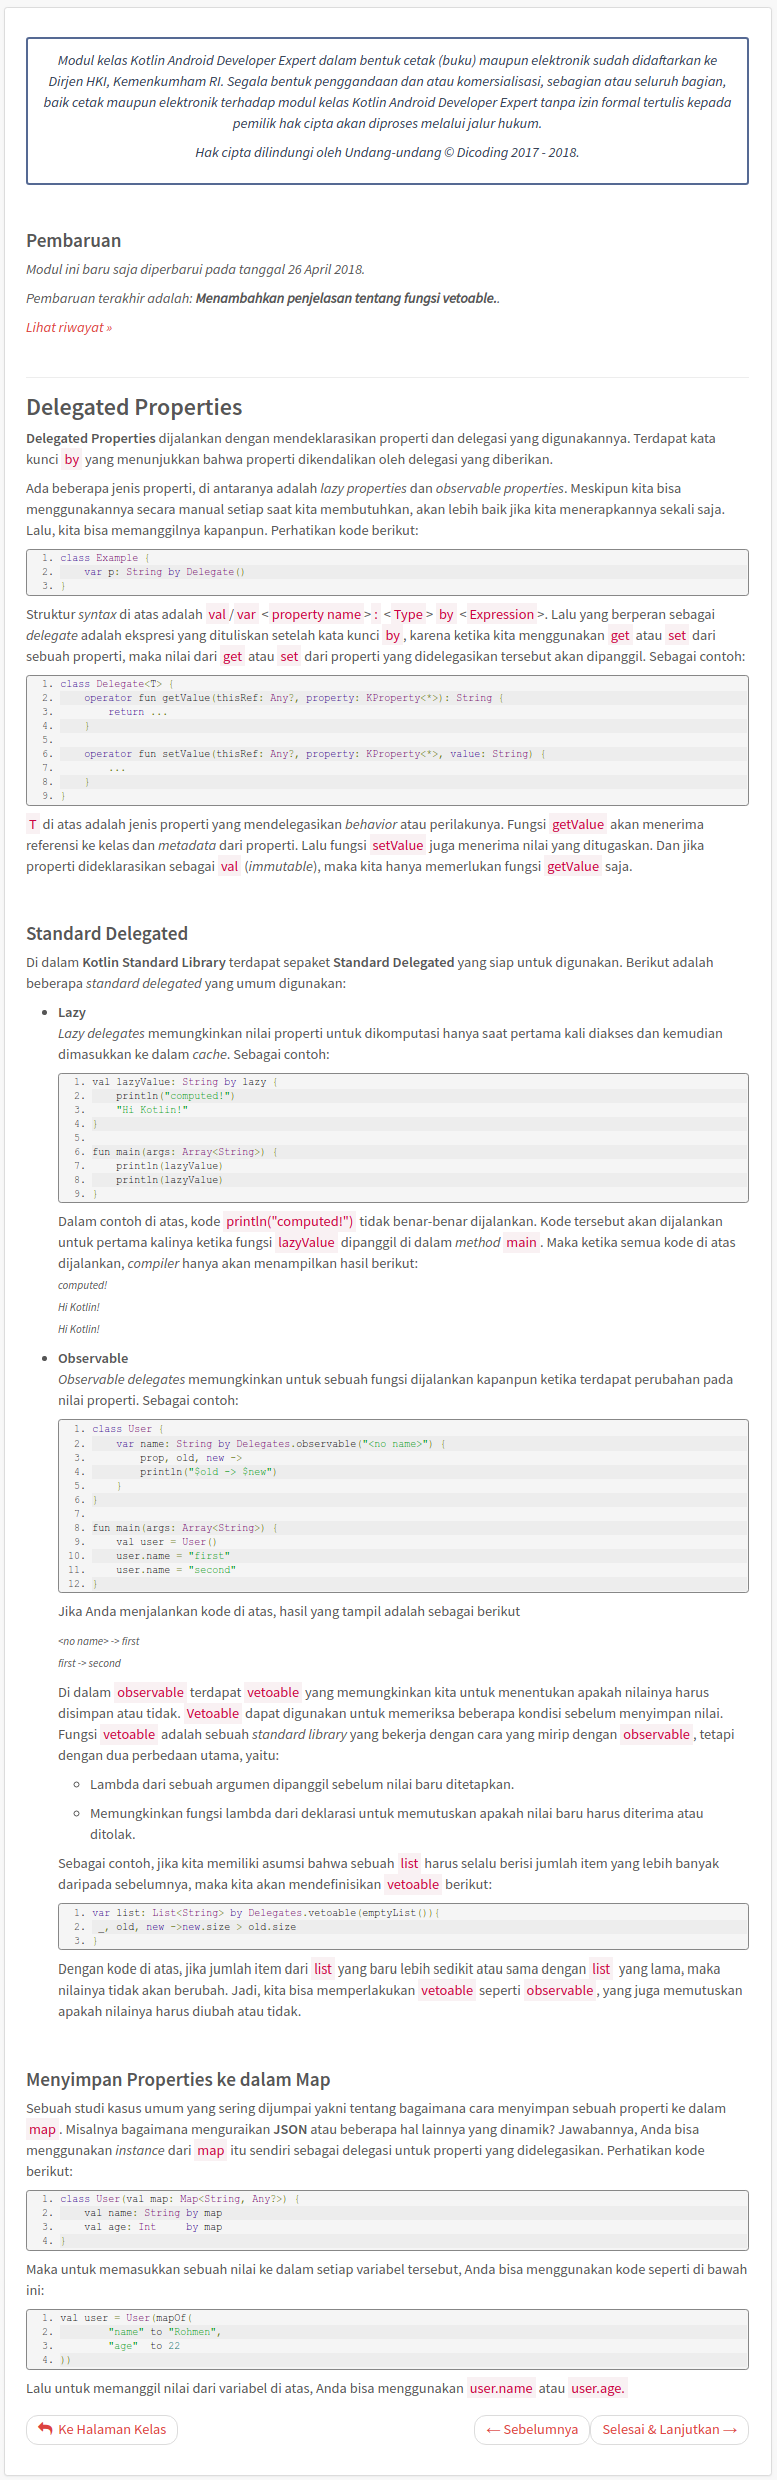 Modul kelas Kotlin Android Developer Expert dalam bentuk cetak (buku) maupun elektronik sudah didaftarkan ke
Dirjen HKI, Kemenkumham RI. Segala bentuk penggandaan dan atau komersialisasi, sebagian atau seluruh bagian,
baik cetak maupun elektronik terhadap modul kelas Kotlin Android Developer Expert tanpa izin formal tertulis kepada
pemilik hak cipta akan diproses melalui jalur hukum.
Hak cipta dilindungi oleh Undang-undang © Dicoding 2017 - 2018.
Pembaruan
Modul ini baru saja diperbarui pada tanggal 26 April 2018.
Pembaruan terakhir adalah: Menambahkan penjelasan tentang fungsi vetoable..
Lihat riwayat »
Delegated Properties
Delegated Properties dijalankan dengan mendeklarasikan properti dan delegasi yang digunakannya. Terdapat kata
kunci by yang menunjukkan bahwa properti dikendalikan oleh delegasi yang diberikan.
Ada beberapa jenis properti, di antaranya adalah lazy properties dan observable properties. Meskipun kita bisa
menggunakannya secara manual setiap saat kita membutuhkan, akan lebih baik jika kita menerapkannya sekali saja.
Lalu, kita bisa memanggilnya kapanpun. Perhatikan kode berikut:
1. class Example {
2.     var p: String by Delegate()
3. }
Struktur syntax di atas adalah val / var < property name > : < Type > by < Expression >. Lalu yang berperan sebagai
delegate adalah ekspresi yang dituliskan setelah kata kunci by , karena ketika kita menggunakan get atau set dari
sebuah properti, maka nilai dari get atau set dari properti yang didelegasikan tersebut akan dipanggil. Sebagai contoh:
1. class Delegate<T> {
2.     operator fun getValue(thisRef: Any?, property: KProperty<*>): String {
3.         return ...
4.     }
5.
6.     operator fun setValue(thisRef: Any?, property: KProperty<*>, value: String) {
7.         ...
8.     }
9. }
T di atas adalah jenis properti yang mendelegasikan behavior atau perilakunya. Fungsi getValue akan menerima
referensi ke kelas dan metadata dari properti. Lalu fungsi setValue juga menerima nilai yang ditugaskan. Dan jika
properti dideklarasikan sebagai val (immutable), maka kita hanya memerlukan fungsi getValue saja.
Standard Delegated
Di dalam Kotlin Standard Library terdapat sepaket Standard Delegated yang siap untuk digunakan. Berikut adalah
beberapa standard delegated yang umum digunakan:
• Lazy
Lazy delegates memungkinkan nilai properti untuk dikomputasi hanya saat pertama kali diakses dan kemudian
dimasukkan ke dalam cache. Sebagai contoh:
1. val lazyValue: String by lazy {
2.     println("computed!")
3.     "Hi Kotlin!"
4. }
5.
6. fun main(args: Array<String>) {
7.     println(lazyValue)
8.     println(lazyValue)
9. }
Dalam contoh di atas, kode println("computed!") tidak benar-benar dijalankan. Kode tersebut akan dijalankan
untuk pertama kalinya ketika fungsi lazyValue dipanggil di dalam method main . Maka ketika semua kode di atas
dijalankan, compiler hanya akan menampilkan hasil berikut:
computed!
Hi Kotlin!
Hi Kotlin!
• Observable
Observable delegates memungkinkan untuk sebuah fungsi dijalankan kapanpun ketika terdapat perubahan pada
nilai properti. Sebagai contoh:
1. class User {
2.     var name: String by Delegates.observable("<no name>") {
3.         prop, old, new ->
4.         println("$old -> $new")
5.     }
6. }
7.
8. fun main(args: Array<String>) {
9.     val user = User()
10.     user.name = "first"
11.     user.name = "second"
12. }
Jika Anda menjalankan kode di atas, hasil yang tampil adalah sebagai berikut
<no name> -> first
first -> second
Di dalam observable terdapat vetoable yang memungkinkan kita untuk menentukan apakah nilainya harus
disimpan atau tidak. Vetoable dapat digunakan untuk memeriksa beberapa kondisi sebelum menyimpan nilai.
Fungsi vetoable adalah sebuah standard library yang bekerja dengan cara yang mirip dengan observable , tetapi
dengan dua perbedaan utama, yaitu:
◦ Lambda dari sebuah argumen dipanggil sebelum nilai baru ditetapkan.
◦ Memungkinkan fungsi lambda dari deklarasi untuk memutuskan apakah nilai baru harus diterima atau
ditolak.
Sebagai contoh, jika kita memiliki asumsi bahwa sebuah list harus selalu berisi jumlah item yang lebih banyak
daripada sebelumnya, maka kita akan mendefinisikan vetoable berikut:
1. var list: List<String> by Delegates.vetoable(emptyList()){
2.  _, old, new ->new.size > old.size
3. }
Dengan kode di atas, jika jumlah item dari list yang baru lebih sedikit atau sama dengan list yang lama, maka
nilainya tidak akan berubah. Jadi, kita bisa memperlakukan vetoable seperti observable , yang juga memutuskan
apakah nilainya harus diubah atau tidak.
Menyimpan Properties ke dalam Map
Sebuah studi kasus umum yang sering dijumpai yakni tentang bagaimana cara menyimpan sebuah properti ke dalam
map . Misalnya bagaimana menguraikan JSON atau beberapa hal lainnya yang dinamik? Jawabannya, Anda bisa
menggunakan instance dari map itu sendiri sebagai delegasi untuk properti yang didelegasikan. Perhatikan kode
berikut:
1. class User(val map: Map<String, Any?>) {
2.     val name: String by map
3.     val age: Int     by map
4. }
Maka untuk memasukkan sebuah nilai ke dalam setiap variabel tersebut, Anda bisa menggunakan kode seperti di bawah
ini:
1. val user = User(mapOf(
2.         "name" to "Rohmen",
3.         "age"  to 22
4. ))
Lalu untuk memanggil nilai dari variabel di atas, Anda bisa menggunakan user.name atau user.age.
Ke Halaman Kelas
← Sebelumnya
Selesai & Lanjutkan →